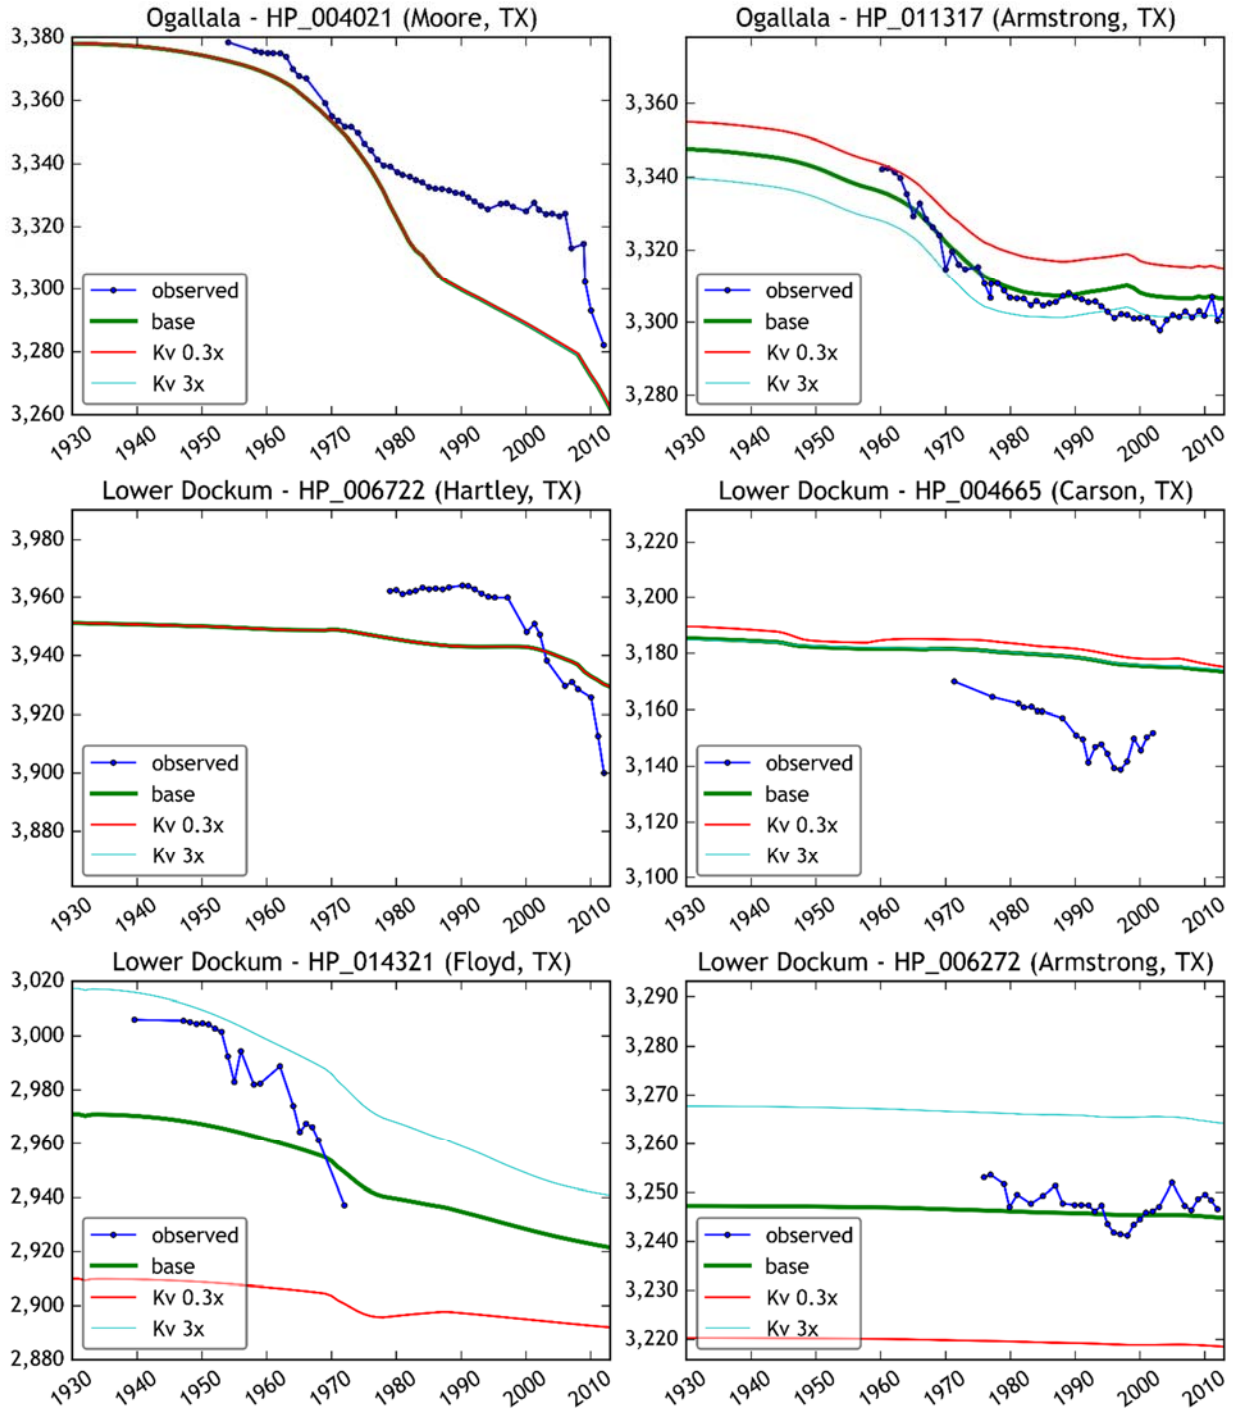 Ogallala - HP_004021 (Moore, TX)
3,380
3,360
3,340
3,320
3,300
3,280
3,260
observed
base
Kv 0.3x
Kv 3x
1930 1940 1950 1960 1970 1980 1990 2000 2010
Ogallala - HP_011317 (Armstrong, TX)
3,360
3,340
3,320
3,300
3,280
observed
base
Kv 0.3x
Kv 3x
1930 1940 1950 1960 1970 1980 1990 2000 2010
Lower Dockum - HP_006722 (Hartley, TX)
3,980
3,960
3,940
3,920
3,900
3,880
observed
base
Kv 0.3x
Kv 3x
1930 1940 1950 1960 1970 1980 1990 2000 2010
Lower Dockum - HP_004665 (Carson, TX)
3,220
3,200
3,180
3,160
3,140
3,120
3,100
observed
base
Kv 0.3x
Kv 3x
1930 1940 1950 1960 1970 1980 1990 2000 2010
Lower Dockum - HP_014321 (Floyd, TX)
3,020
3,000
2,980
2,960
2,940
2,920
2,900
2,880
observed
base
Kv 0.3x
Kv 3x
1930 1940 1950 1960 1970 1980 1990 2000 2010
Lower Dockum - HP_006272 (Armstrong, TX)
3,290
3,280
3,270
3,260
3,250
3,240
3,230
3,220
observed
base
Kv 0.3x
Kv 3x
1930 1940 1950 1960 1970 1980 1990 2000 2010